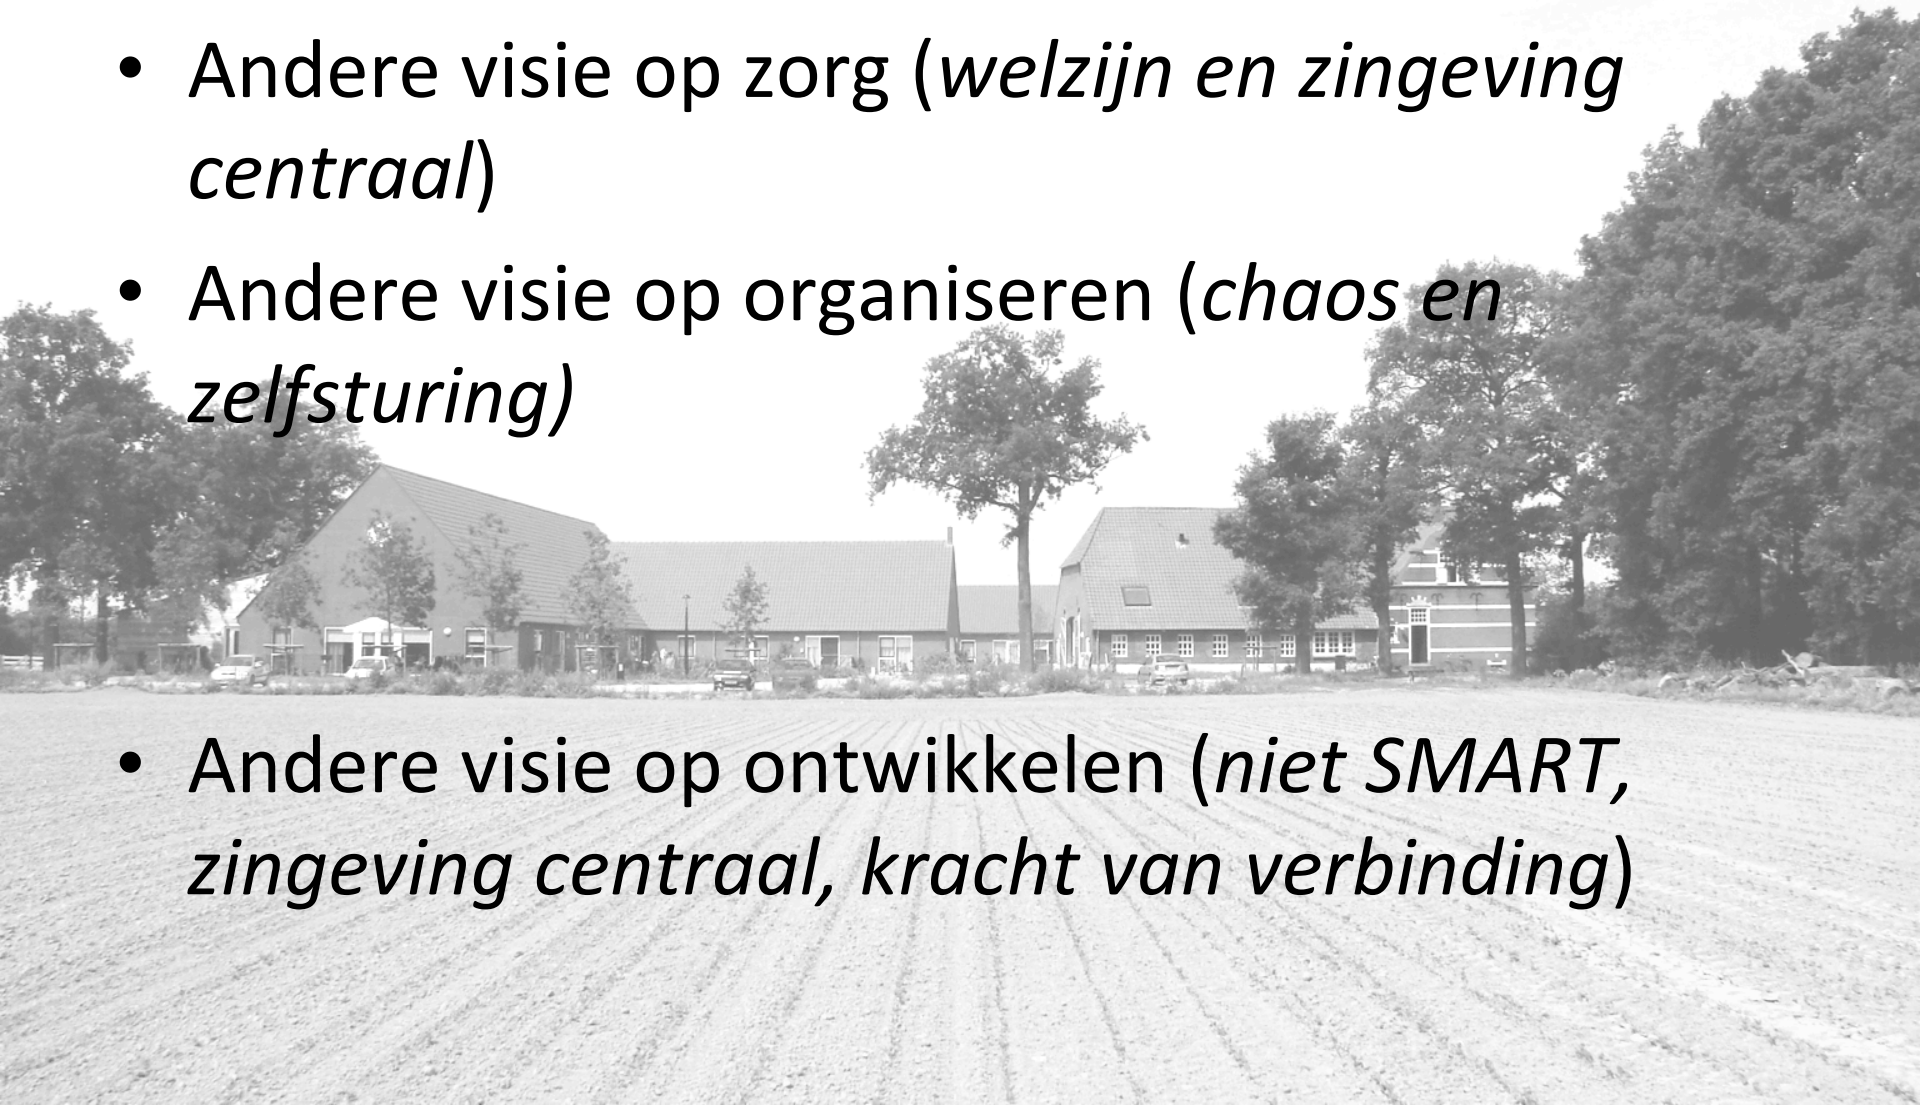 • Andere visie op zorg (welzijn en zingeving
centraal)
• Andere visie op organiseren (chaos en
zelfsturing)
• Andere visie op ontwikkelen (niet SMART,
zingeving centraal, kracht van verbinding)